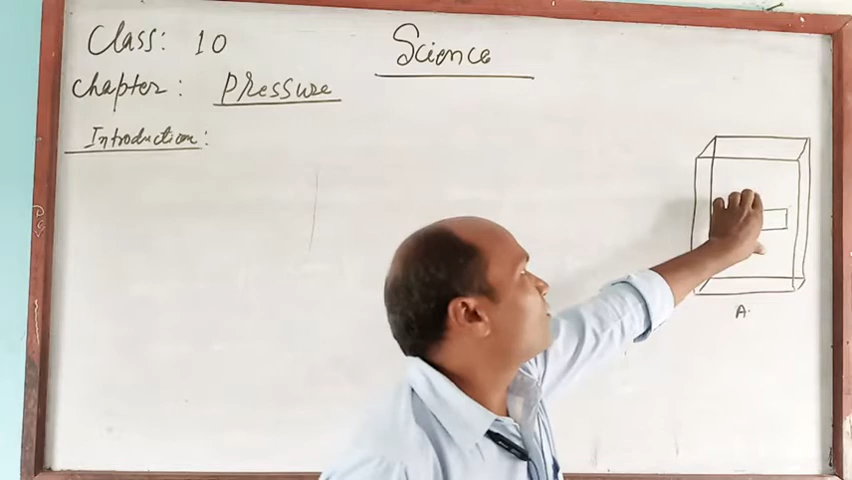 Class: 10
Science
Chapter: Pressure
Introduction:
A.